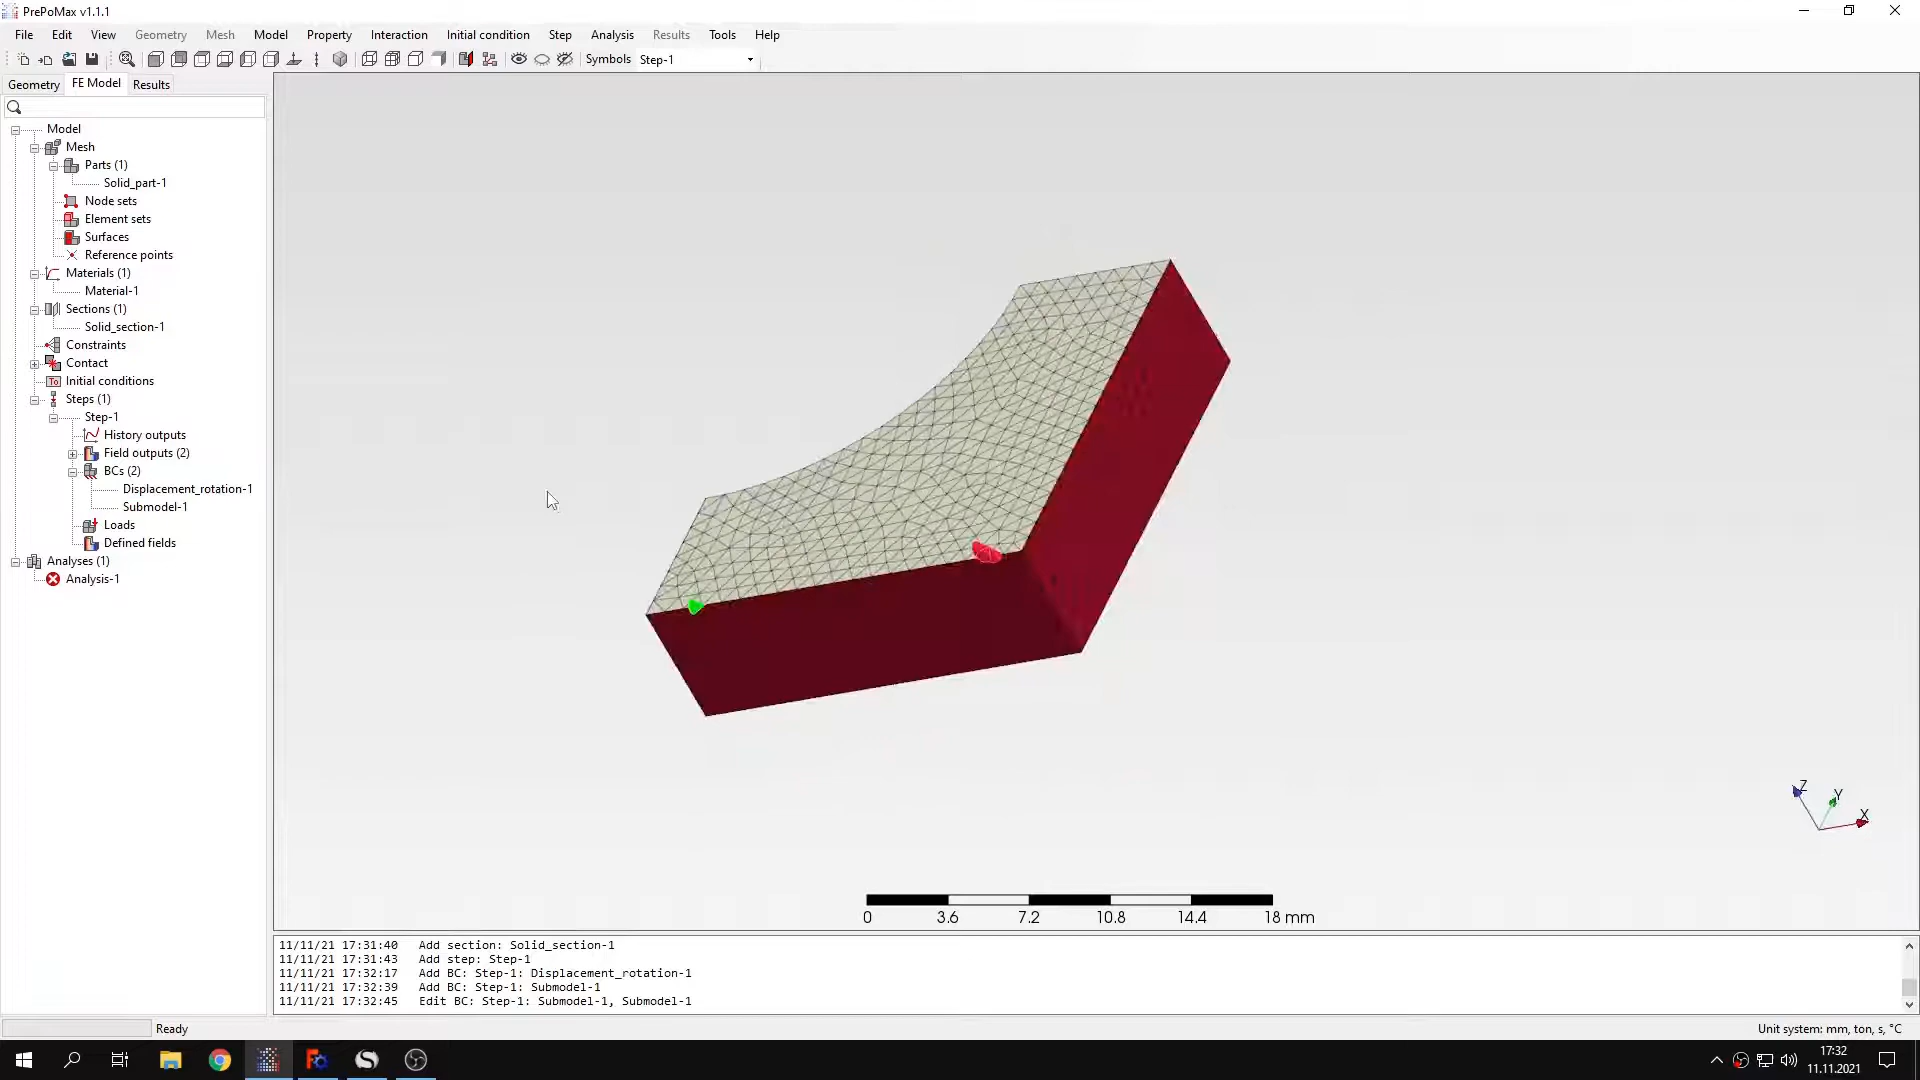 PrePoMax v1.1.1
File Edit View Geometry Mesh Model Property Interaction Initial condition Step Analysis Results Tools Help
Symbols Step-1
Geometry FE Model Results
Model
Mesh
Parts (1)
Solid_part-1
Node sets
Element sets
Surfaces
Reference points
Materials (1)
Material-1
Sections (1)
Solid_section-1
Constraints
Contact
Initial conditions
Steps (1)
Step-1
History outputs
Field outputs (2)
BCs (2)
Displacement_rotation-1
Submodel-1
Loads
Defined fields
Analyses (1)
Analysis-1
Z
Y
X
0 3.6 7.2 10.8 14.4 18 mm
11/11/21 17:31:40 Add section: Solid_section-1
11/11/21 17:31:43 Add step: Step-1
11/11/21 17:32:17 Add BC: Step-1: Displacement_rotation-1
11/11/21 17:32:39 Add BC: Step-1: Submodel-1
11/11/21 17:32:45 Edit BC: Step-1: Submodel-1, Submodel-1
Ready
Unit system: mm, ton, s, °C
17:32
11.11.2021